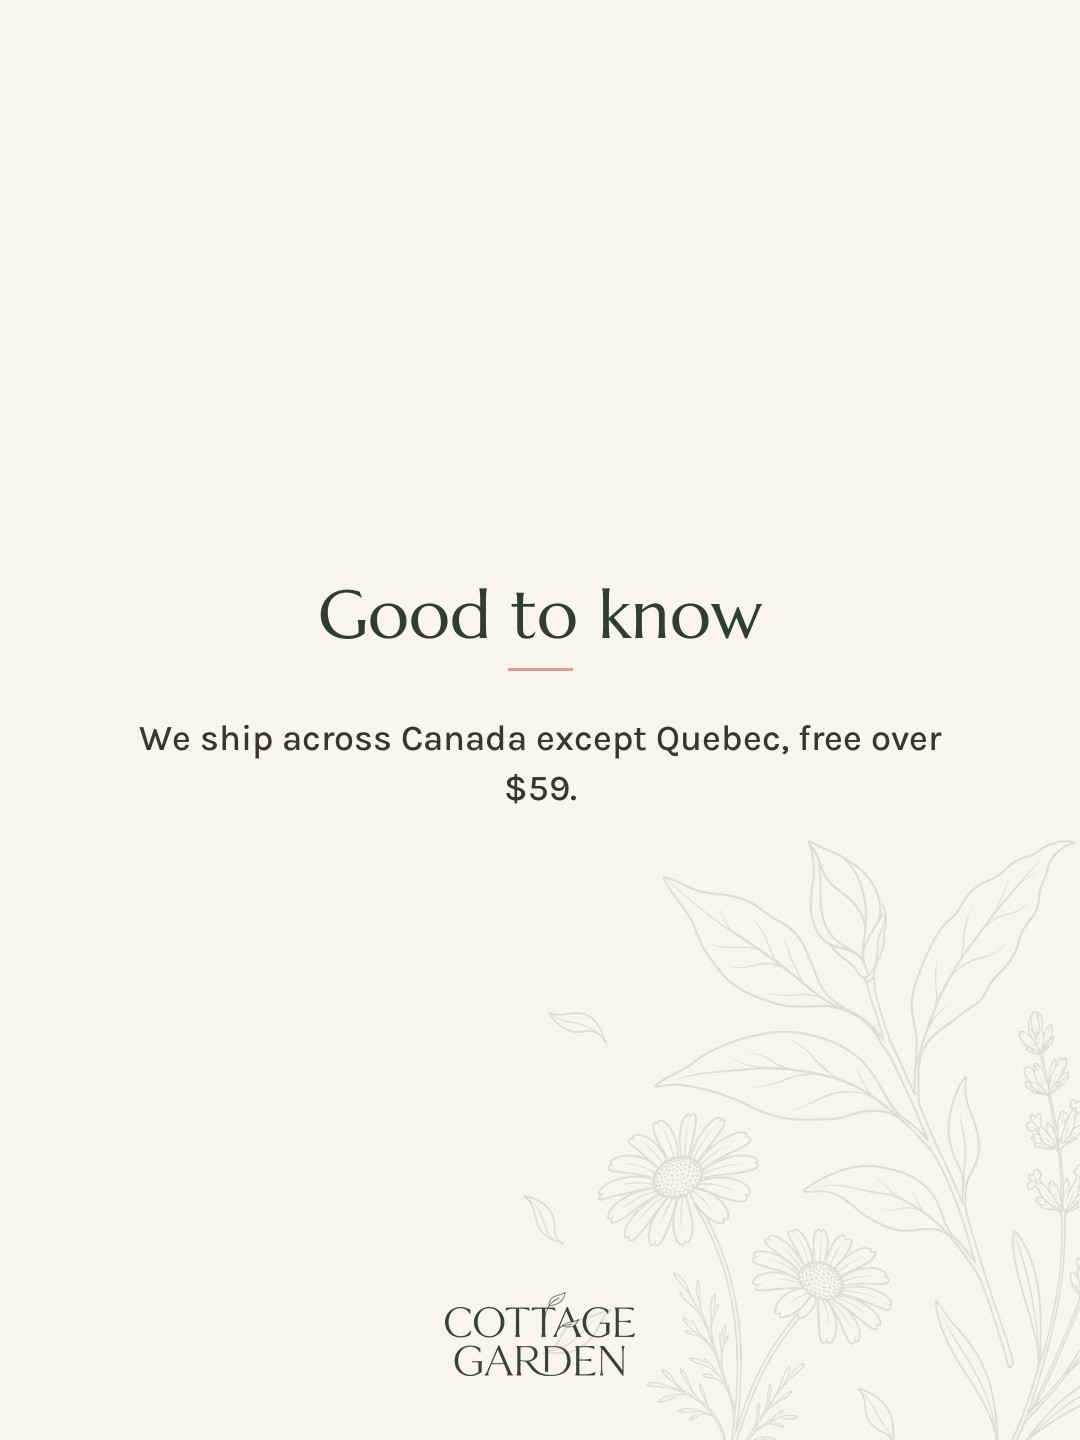 Good to know
We ship across Canada except Quebec, free over
$59.
COTTAGE
GARDEN